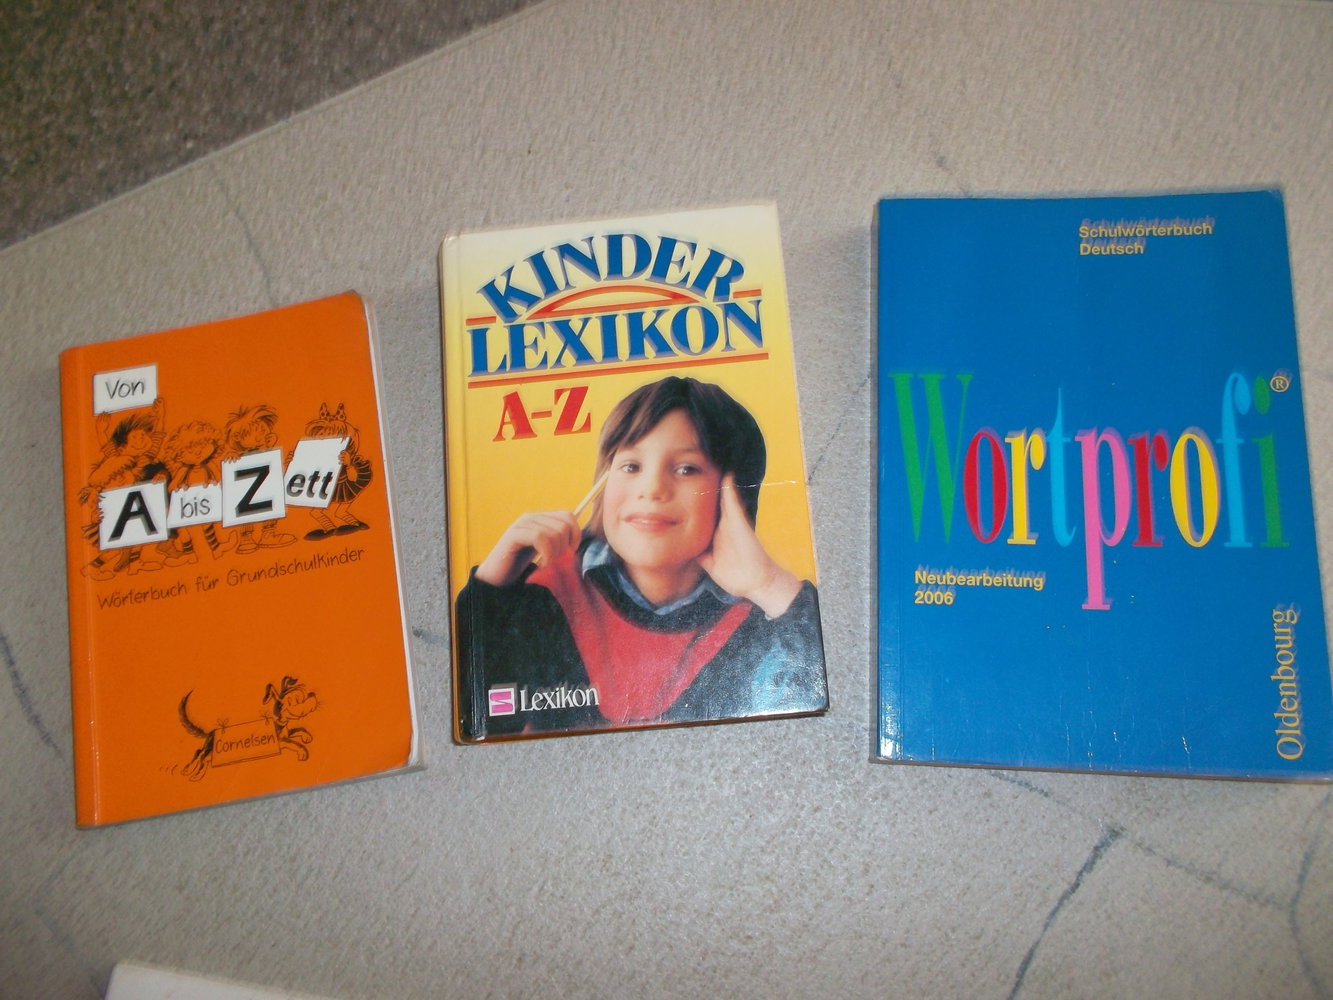 Von
A bis Zett
Wörterbuch für Grundschulkinder
Cornelsen
KINDER
LEXIKON
A-Z
Lexikon
Schulwörterbuch
Deutsch
Wortprofi®
Neubearbeitung
2006
Oldenbourg